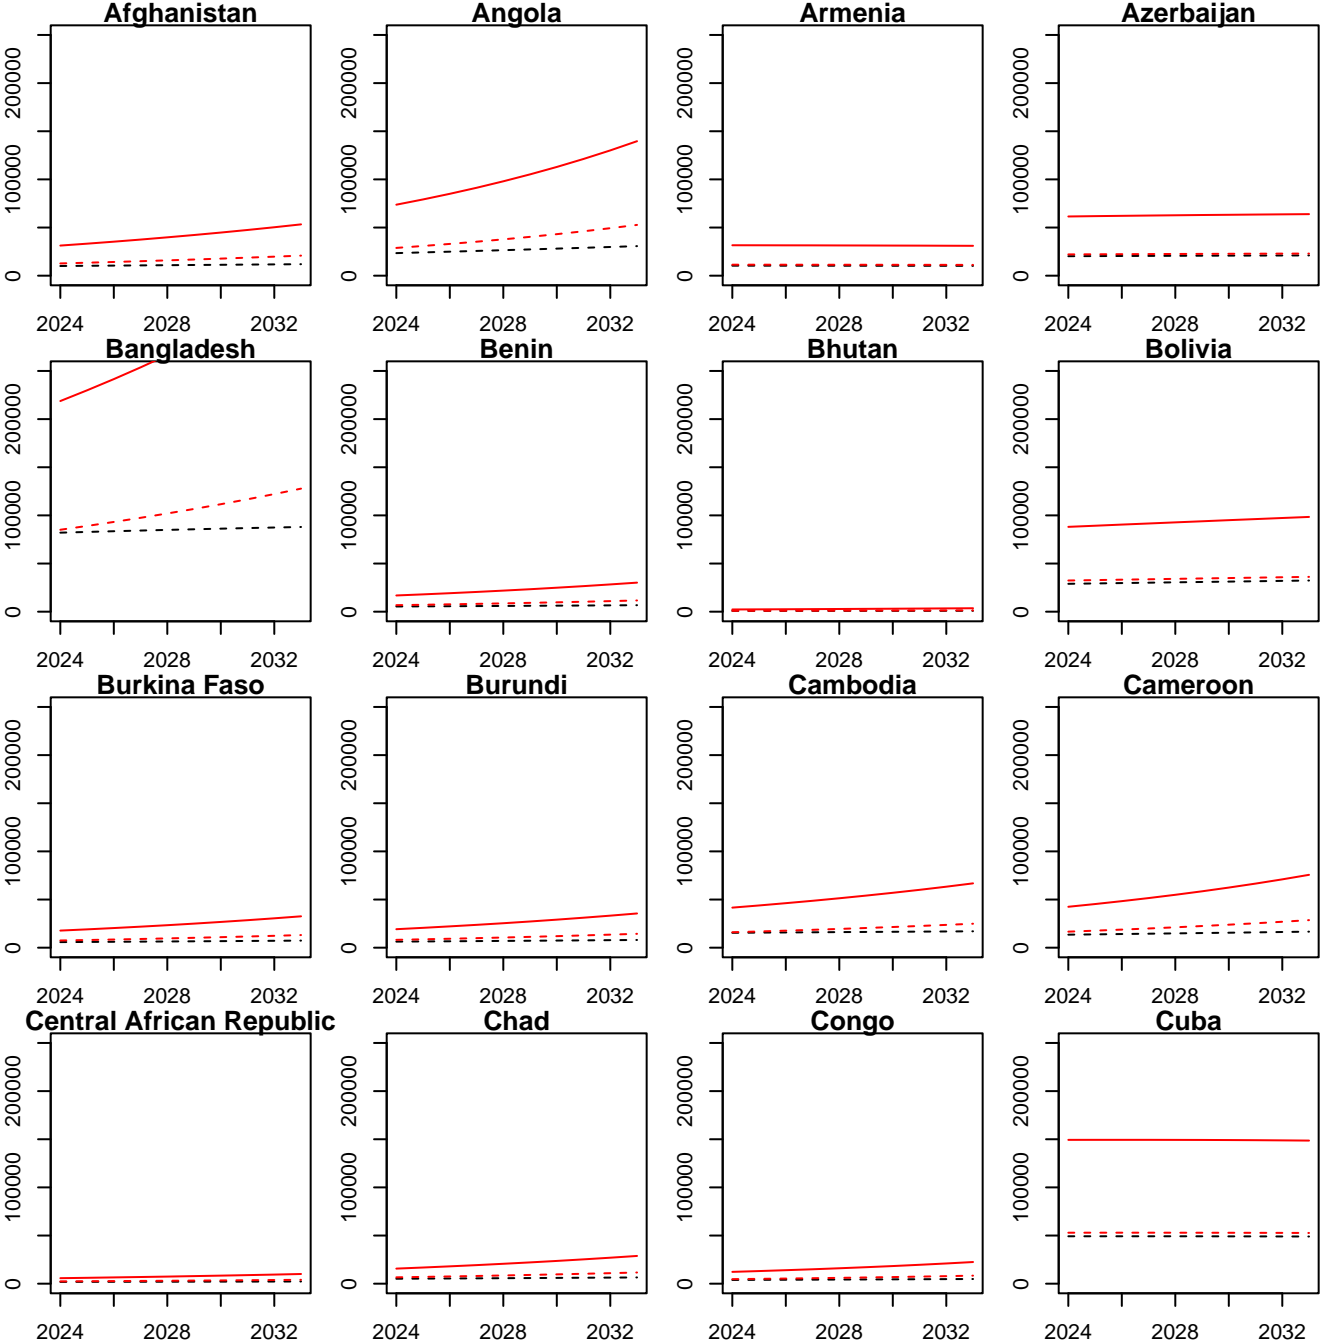 Afghanistan Angola Armenia Azerbaijan
200000 200000 200000 200000
100000 100000 100000 100000
0 0 0 0
2024 2028 2032 2024 2028 2032 2024 2028 2032 2024 2028 2032
Bangladesh Benin Bhutan Bolivia
200000 200000 200000 200000
100000 100000 100000 100000
0 0 0 0
2024 2028 2032 2024 2028 2032 2024 2028 2032 2024 2028 2032
Burkina Faso Burundi Cambodia Cameroon
200000 200000 200000 200000
100000 100000 100000 100000
0 0 0 0
2024 2028 2032 2024 2028 2032 2024 2028 2032 2024 2028 2032
Central African Republic Chad Congo Cuba
200000 200000 200000 200000
100000 100000 100000 100000
0 0 0 0
2024 2028 2032 2024 2028 2032 2024 2028 2032 2024 2028 2032